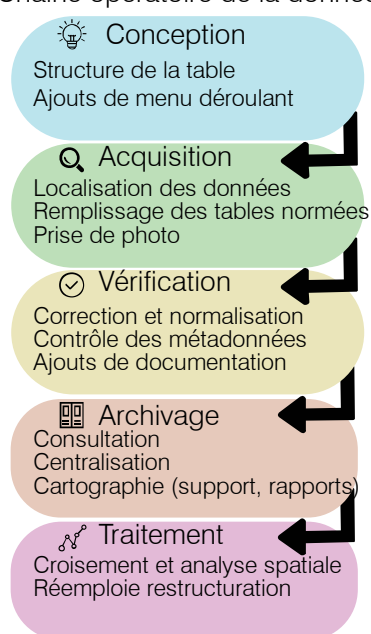 Chaîne opératoire de la donnée
Conception
Structure de la table
Ajouts de menu déroulant
Acquisition
Localisation des données
Remplissage des tables normées
Prise de photo
Vérification
Correction et normalisation
Contrôle des métadonnées
Ajouts de documentation
Archivage
Consultation
Centralisation
Cartographie (support, rapports)
Traitement
Croisement et analyse spatiale
Réemploie restructuration